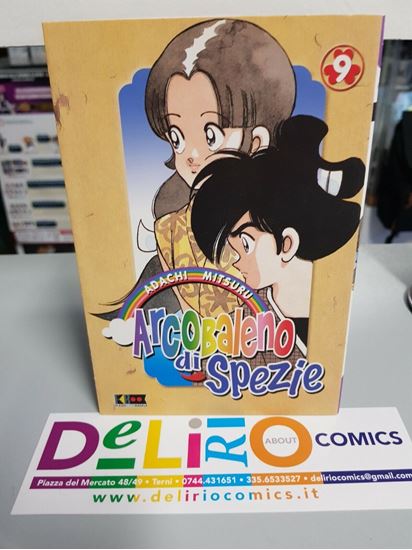 9
ADACHI MITSURU
ArcoBaleno
di
Spezie
DeLiRiO ABOUT COMICS
Piazza del Mercato 48/49 • Terni • 0744.431651 • 335.6533527 • deliriocomics@gmail.com
www.deliriocomics.it